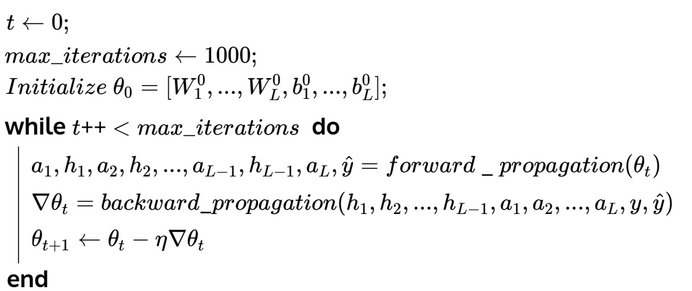 t ← 0;
max_iterations ← 1000;
Initialize θ₀ = [W₁⁰, ..., W_L⁰, b₁⁰, ..., b_L⁰];
while t++ < max_iterations do
a₁, h₁, a₂, h₂, ..., a_{L−1}, h_{L−1}, a_L, ŷ = forward _ propagation(θ_t)
∇θ_t = backward_propagation(h₁, h₂, ..., h_{L−1}, a₁, a₂, ..., a_L, y, ŷ)
θ_{t+1} ← θ_t − η∇θ_t
end